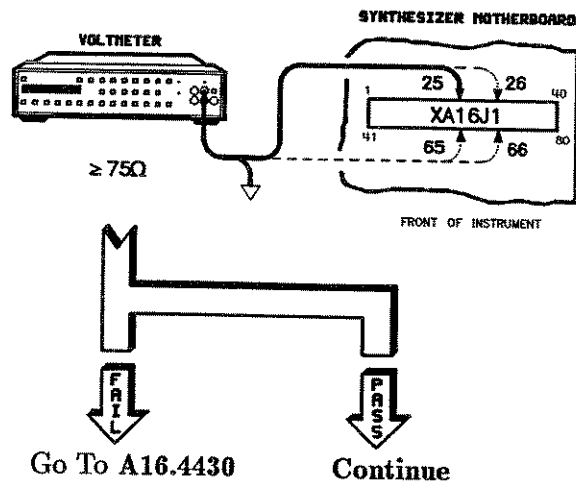 SYNTHESIZER MOTHERBOARD
VOLTMETER
25 26
1 40
XA16J1
41 80
65 66
≥ 75Ω
FRONT OF INSTRUMENT
FAIL
PASS
Go To A16.4430
Continue